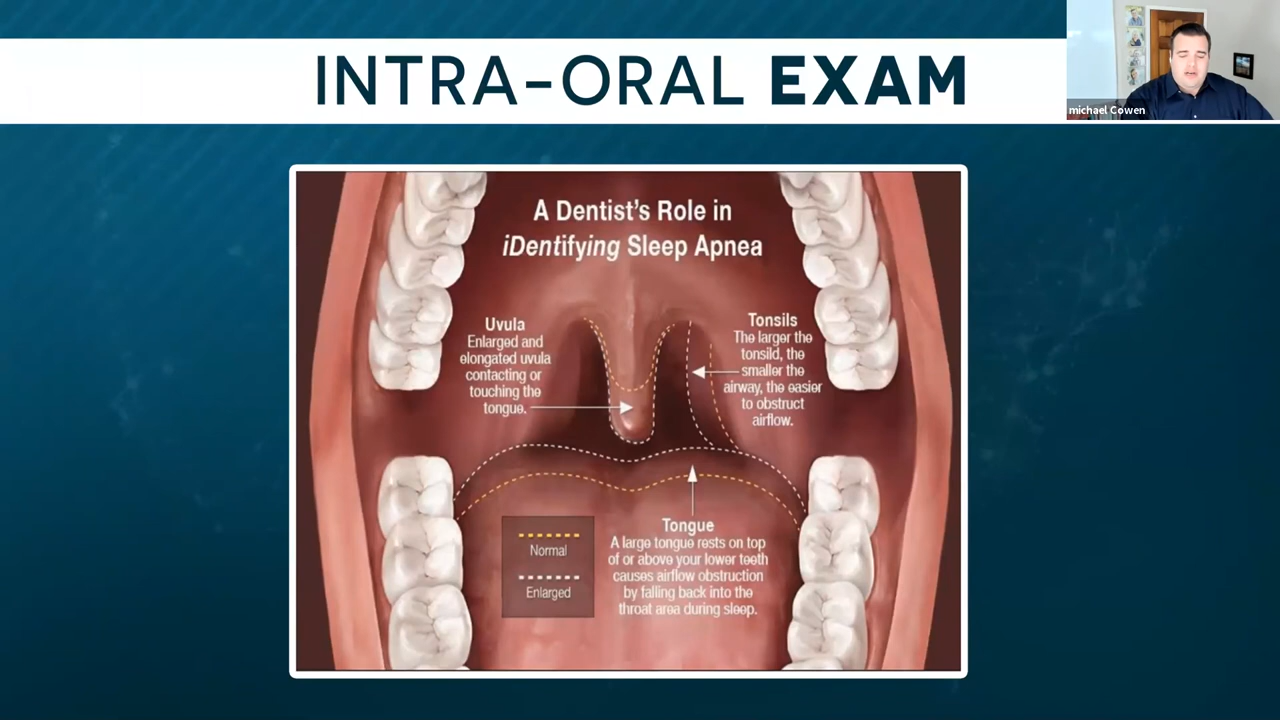 INTRA-ORAL EXAM
michael Cowen
A Dentist's Role in
iDentifying Sleep Apnea
Uvula
Enlarged and
elongated uvula
contacting or
touching the
tongue.
Tonsils
The larger the
tonsild, the
smaller the
airway, the easier
to obstruct
airflow.
Tongue
A large tongue rests on top
of or above your lower teeth
causes airflow obstruction
by falling back into the
throat area during sleep.
Normal
Enlarged